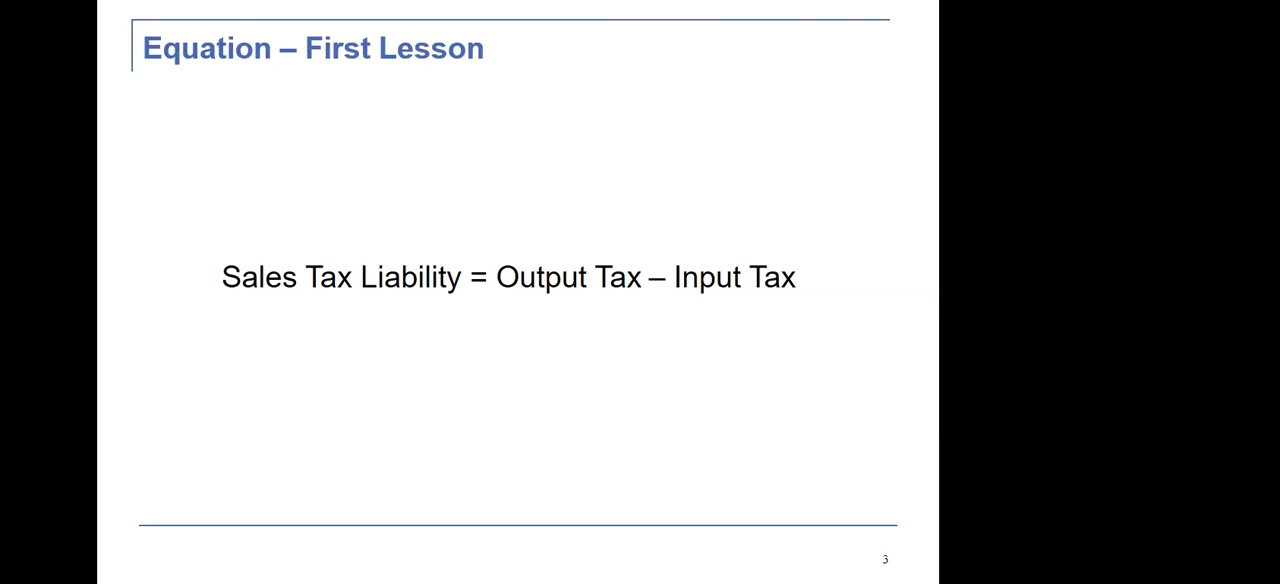 Equation – First Lesson
Sales Tax Liability = Output Tax – Input Tax
3